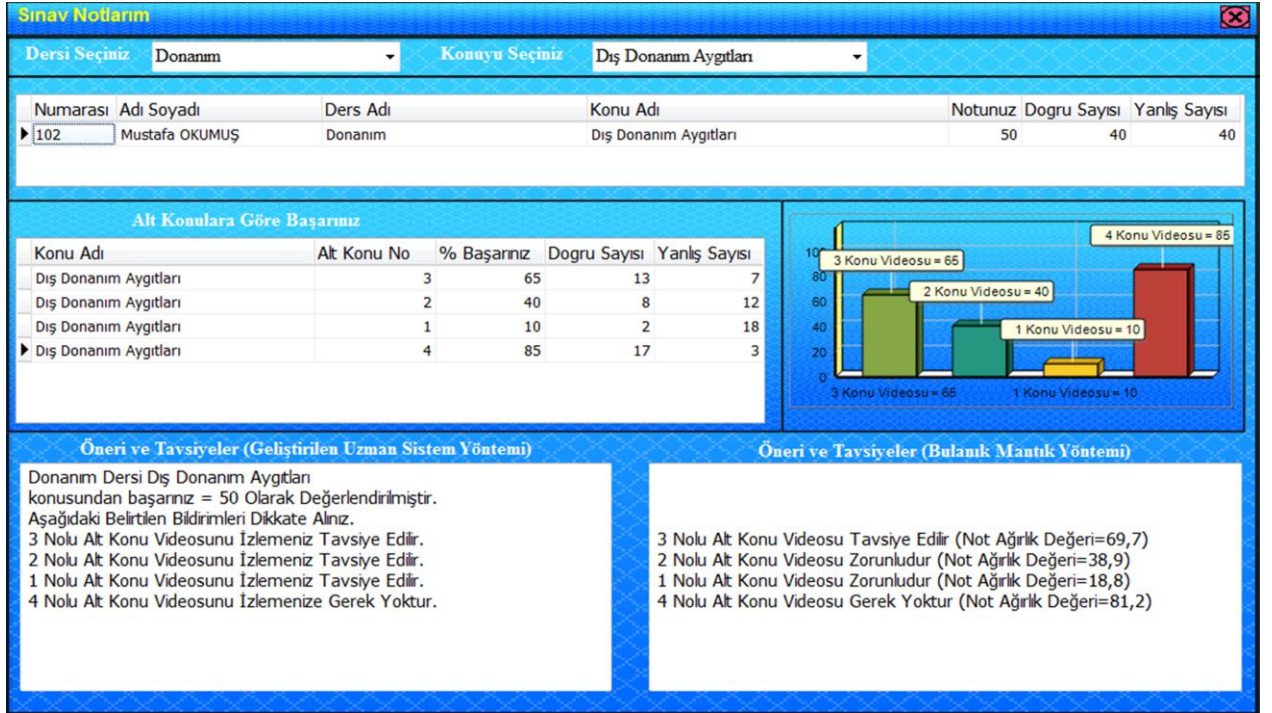 Sınav Notlarım
Dersi Seçiniz Donanım Konuyu Seçiniz Dış Donanım Aygıtları
Numarası Adı Soyadı Ders Adı Konu Adı Notunuz Dogru Sayısı Yanlış Sayısı
102 Mustafa OKUMUŞ Donanım Dış Donanım Aygıtları 50 40 40
Alt Konulara Göre Başarınız
Konu Adı Alt Konu No % Başarınız Dogru Sayısı Yanlış Sayısı
Dış Donanım Aygıtları 3 65 13 7
Dış Donanım Aygıtları 2 40 8 12
Dış Donanım Aygıtları 1 10 2 18
Dış Donanım Aygıtları 4 85 17 3
4 Konu Videosu = 85
100
3 Konu Videosu = 65
80
2 Konu Videosu = 40
60
1 Konu Videosu = 10
40
20
0
3 Konu Videosu = 65 1 Konu Videosu = 10
Öneri ve Tavsiyeler (Geliştirilen Uzman Sistem Yöntemi)
Donanım Dersi Dış Donanım Aygıtları
konusundan başarınız = 50 Olarak Değerlendirilmiştir.
Aşağıdaki Belirtilen Bildirimleri Dikkate Alınız.
3 Nolu Alt Konu Videosunu İzlemeniz Tavsiye Edilir.
2 Nolu Alt Konu Videosunu İzlemeniz Tavsiye Edilir.
1 Nolu Alt Konu Videosunu İzlemeniz Tavsiye Edilir.
4 Nolu Alt Konu Videosunu İzlemenize Gerek Yoktur.
Öneri ve Tavsiyeler (Bulanık Mantık Yöntemi)
3 Nolu Alt Konu Videosu Tavsiye Edilir (Not Ağırlık Değeri=69,7)
2 Nolu Alt Konu Videosu Zorunludur (Not Ağırlık Değeri=38,9)
1 Nolu Alt Konu Videosu Zorunludur (Not Ağırlık Değeri=18,8)
4 Nolu Alt Konu Videosu Gerek Yoktur (Not Ağırlık Değeri=81,2)